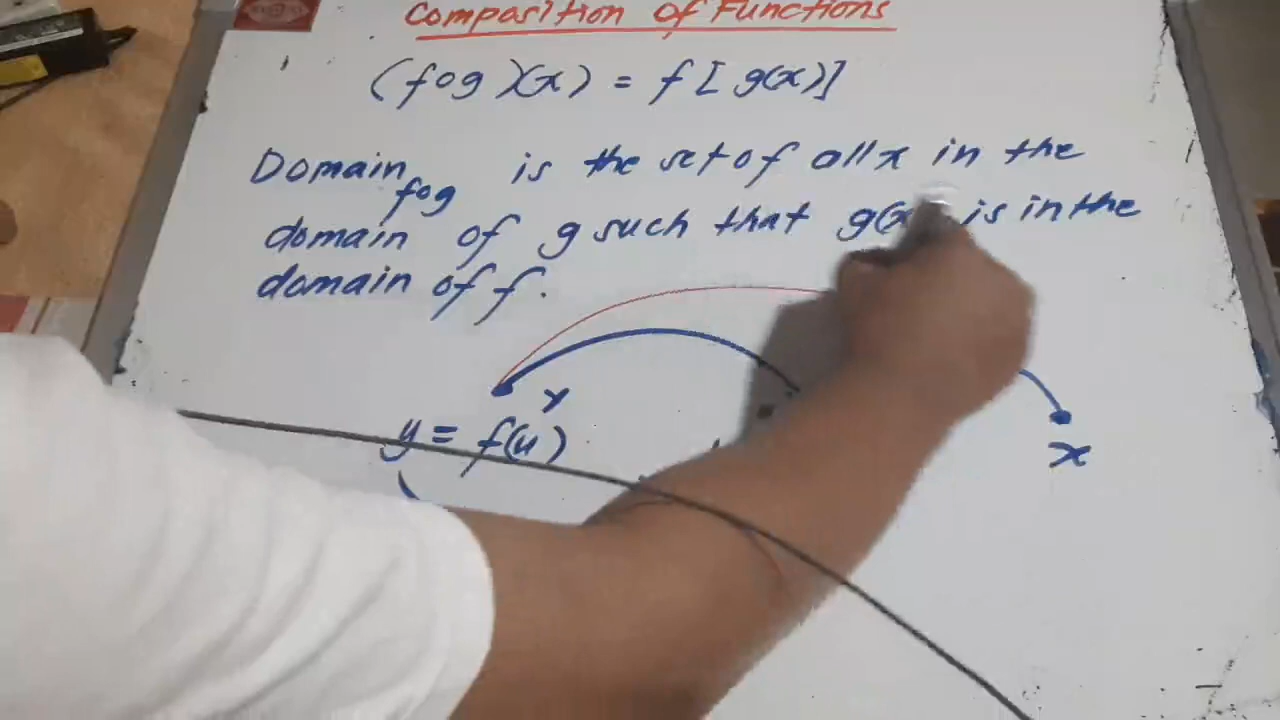 Composition of Functions
(fog)(x) = f[g(x)]
Domain fog is the set of all x in the
domain of g such that g(x) is in the
domain of f.
y = f(u)
x